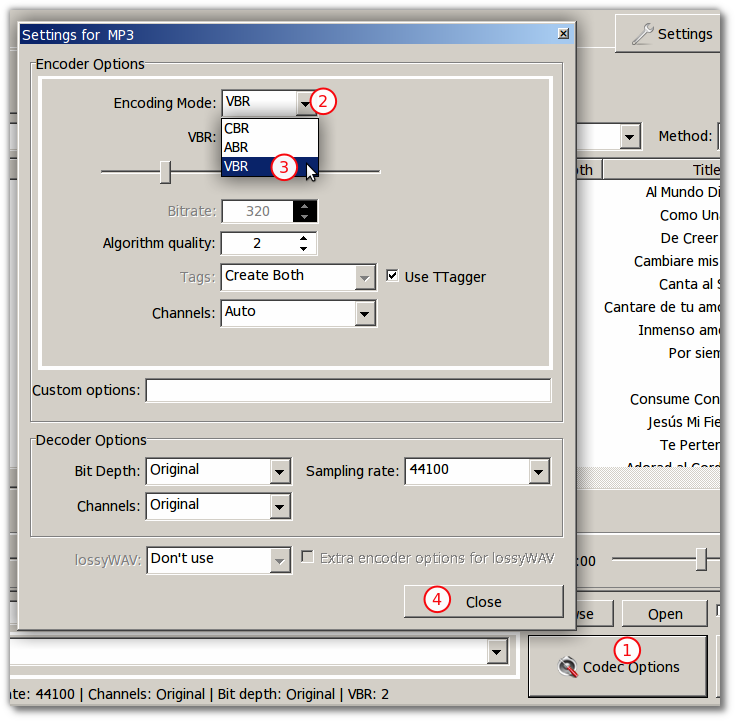 Settings for MP3
Settings
Encoder Options
Encoding Mode: VBR 2
VBR:
CBR
ABR
VBR 3
Method:
Title
Bitrate: 320
Algorithm quality: 2
Tags: Create Both Use TTagger
Channels: Auto
Al Mundo Di
Como Una
De Creer
Cambiare mis
Canta al S
Cantare de tu amo
Inmenso amo
Por siem
Consume Con
Jesús Mi Fie
Te Perten
Adorad al Cord
Custom options:
Decoder Options
Bit Depth: Original Sampling rate: 44100
Channels: Original
lossyWAV: Don't use Extra encoder options for lossyWAV
:00
4 Close
wse Open
1
Codec Options
te: 44100 | Channels: Original | Bit depth: Original | VBR: 2